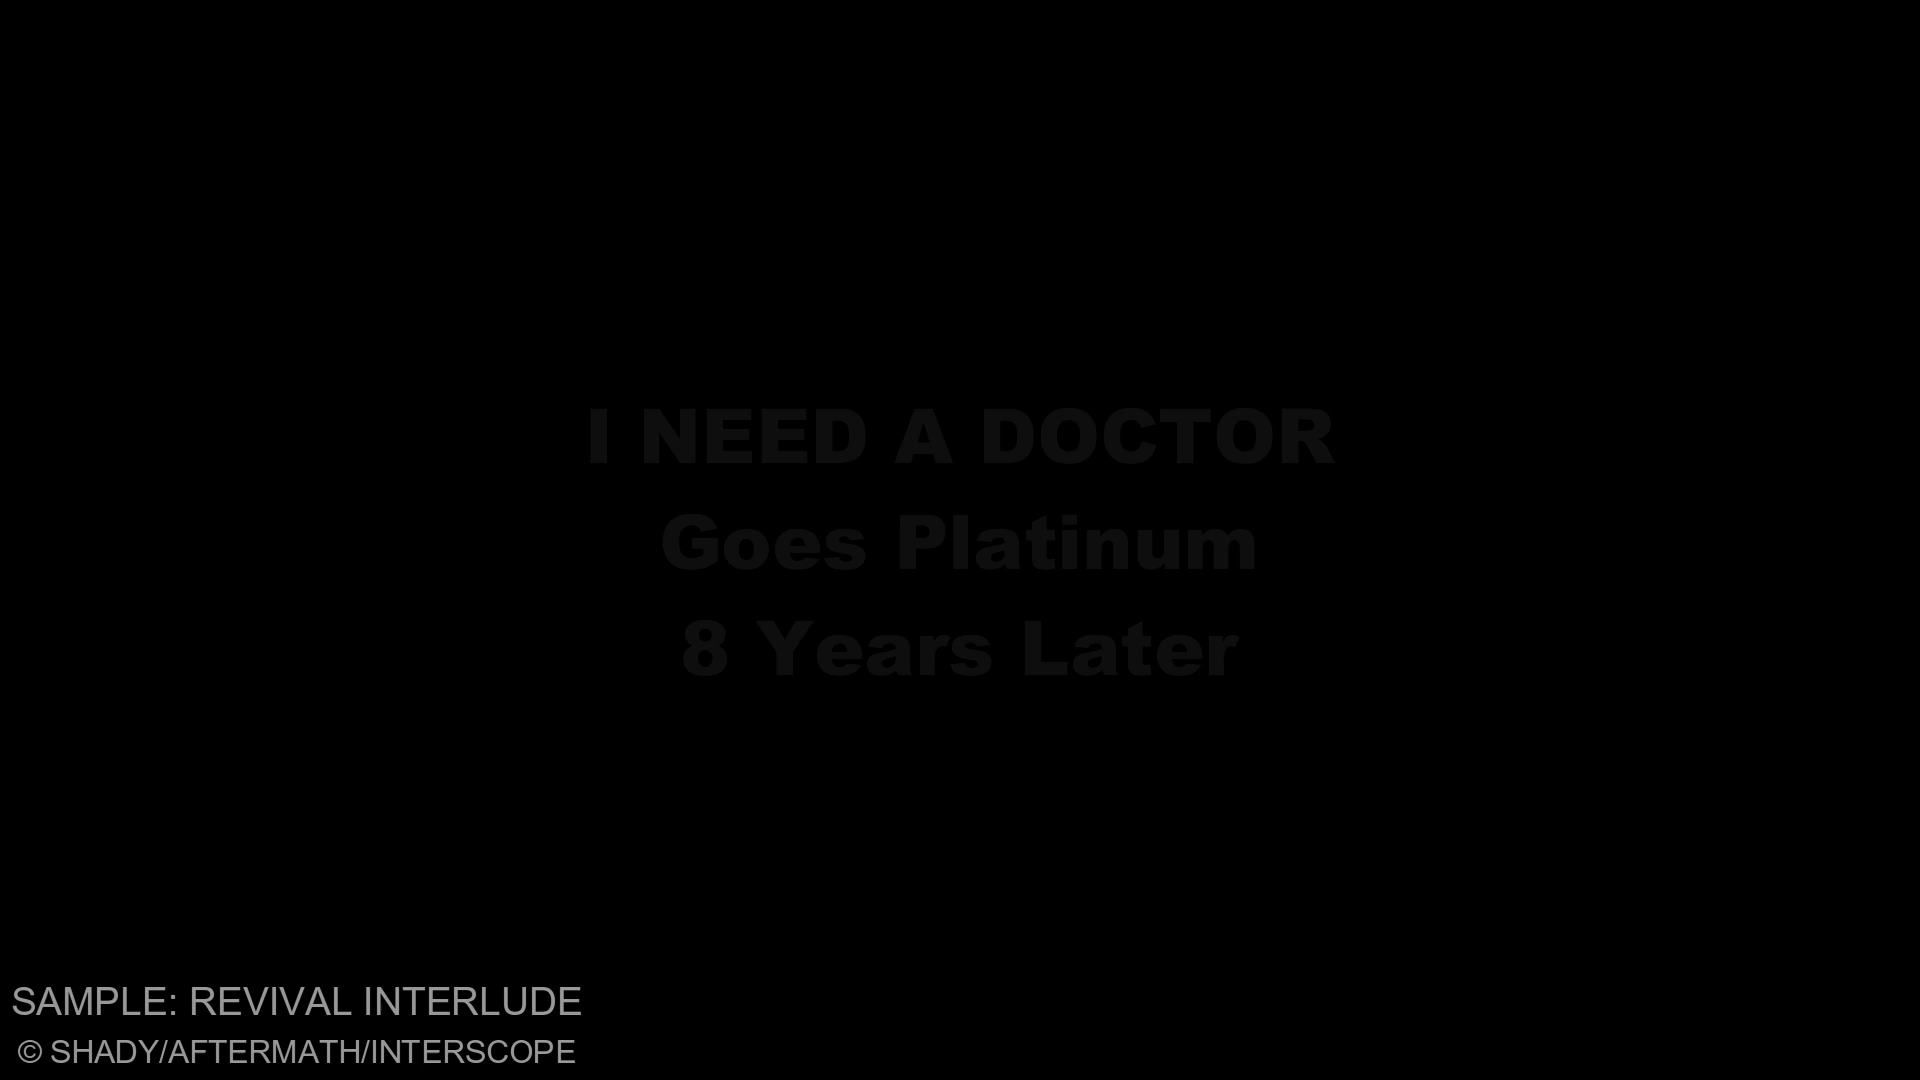 I NEED A DOCTOR
Goes Platinum
8 Years Later
SAMPLE: REVIVAL INTERLUDE
© SHADY/AFTERMATH/INTERSCOPE